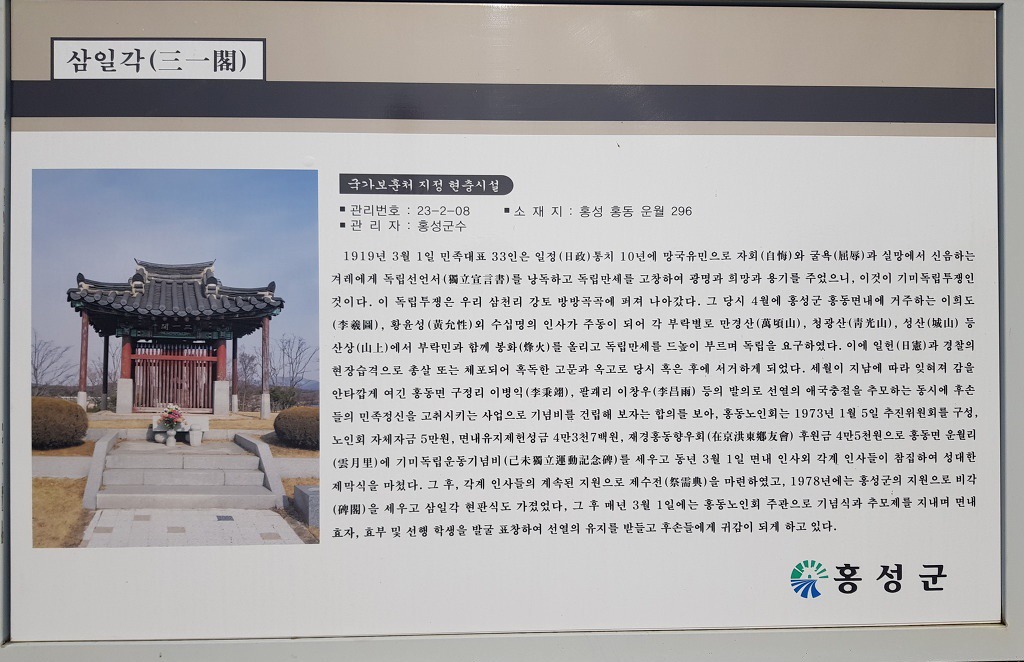 삼일각(三一閣)
국가보훈처 지정 현충시설
▪관리번호 : 23-2-08 ▪소 재 지 : 홍성 홍동 운월 296
▪관 리 자 : 홍성군수
1919년 3월 1일 민족대표 33인은 일정(日政)통치 10년에 망국유민으로 자회(自悔)와 굴욕(屈辱)과 실망에서 신음하는
겨레에게 독립선언서(獨立宣言書)를 낭독하고 독립만세를 고창하여 광명과 희망과 용기를 주었으니, 이것이 기미독립투쟁인
것이다. 이 독립투쟁은 우리 삼천리 강토 방방곡곡에 퍼져 나아갔다. 그 당시 4월에 홍성군 홍동면내에 거주하는 이희도
(李羲圖), 황윤성(黃允性)외 수십명의 인사가 주동이 되어 각 부락별로 만경산(萬頃山), 청광산(靑光山), 성산(城山) 등
산상(山上)에서 부락민과 함께 봉화(烽火)를 올리고 독립만세를 드높이 부르며 독립을 요구하였다. 이에 일헌(日憲)과 경찰의
현장습격으로 총살 또는 체포되어 혹독한 고문과 옥고로 당시 혹은 후에 서거하게 되었다. 세월이 지남에 따라 잊혀져 감을
안타깝게 여긴 홍동면 구정리 이병익(李秉翊), 팔괘리 이창우(李昌雨) 등의 발의로 선열의 애국충절을 추모하는 동시에 후손
들의 민족정신을 고취시키는 사업으로 기념비를 건립해 보자는 합의를 보아, 홍동노인회는 1973년 1월 5일 추진위원회를 구성,
노인회 자체자금 5만원, 면내유지제헌성금 4만3천7백원, 재경홍동향우회(在京洪東鄕友會) 후원금 4만5천원으로 홍동면 운월리
(雲月里)에 기미독립운동기념비(己未獨立運動記念碑)를 세우고 동년 3월 1일 면내 인사외 각계 인사들이 참집하여 성대한
제막식을 마쳤다. 그 후, 각계 인사들의 계속된 지원으로 제수전(祭需典)을 마련하였고, 1978년에는 홍성군의 지원으로 비각
(碑閣)을 세우고 삼일각 현판식도 가졌었다, 그 후 매년 3월 1일에는 홍동노인회 주관으로 기념식과 추모제를 지내며 면내
효자, 효부 및 선행 학생을 발굴 표창하여 선열의 유지를 받들고 후손들에게 귀감이 되게 하고 있다.
홍성군